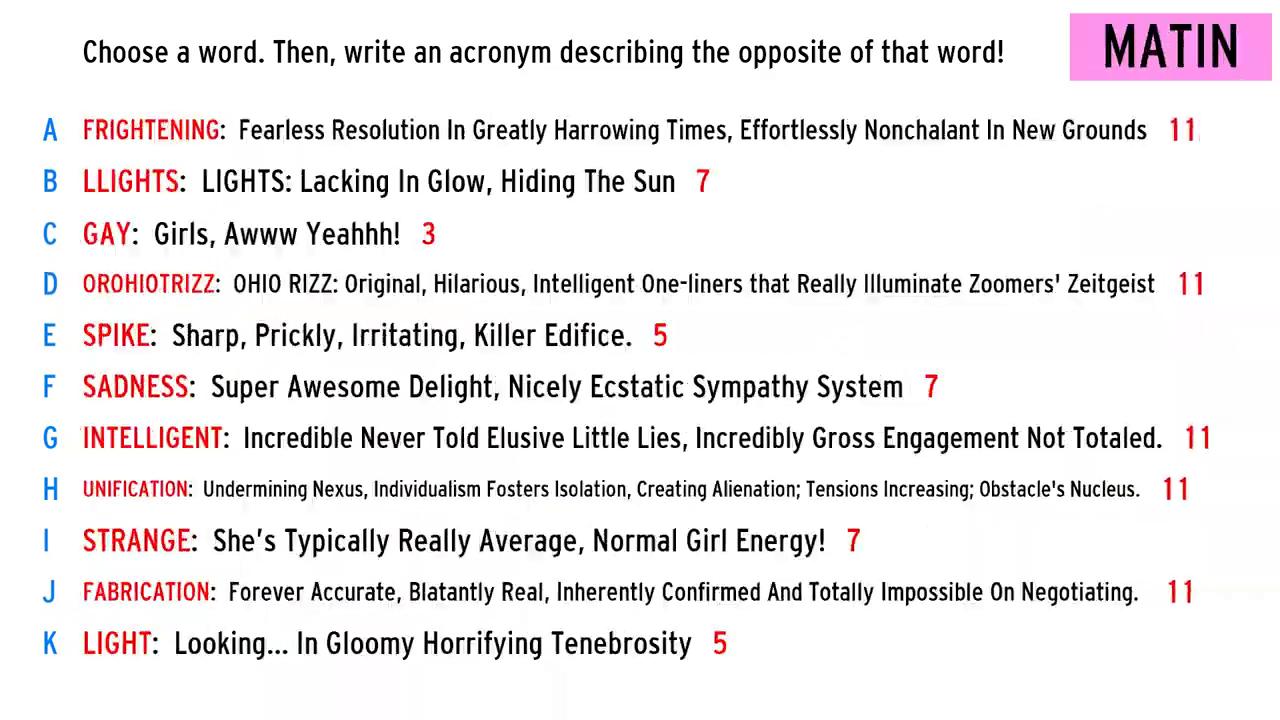 Choose a word. Then, write an acronym describing the opposite of that word!
MATIN
A FRIGHTENING: Fearless Resolution In Greatly Harrowing Times, Effortlessly Nonchalant In New Grounds 11
B LLIGHTS: LIGHTS: Lacking In Glow, Hiding The Sun 7
C GAY: Girls, Awww Yeahhh! 3
D OROHIOTRIZZ: OHIO RIZZ: Original, Hilarious, Intelligent One-liners that Really Illuminate Zoomers' Zeitgeist 11
E SPIKE: Sharp, Prickly, Irritating, Killer Edifice. 5
F SADNESS: Super Awesome Delight, Nicely Ecstatic Sympathy System 7
G INTELLIGENT: Incredible Never Told Elusive Little Lies, Incredibly Gross Engagement Not Totaled. 11
H UNIFICATION: Undermining Nexus, Individualism Fosters Isolation, Creating Alienation; Tensions Increasing; Obstacle's Nucleus. 11
I STRANGE: She’s Typically Really Average, Normal Girl Energy! 7
J FABRICATION: Forever Accurate, Blatantly Real, Inherently Confirmed And Totally Impossible On Negotiating. 11
K LIGHT: Looking... In Gloomy Horrifying Tenebrosity 5